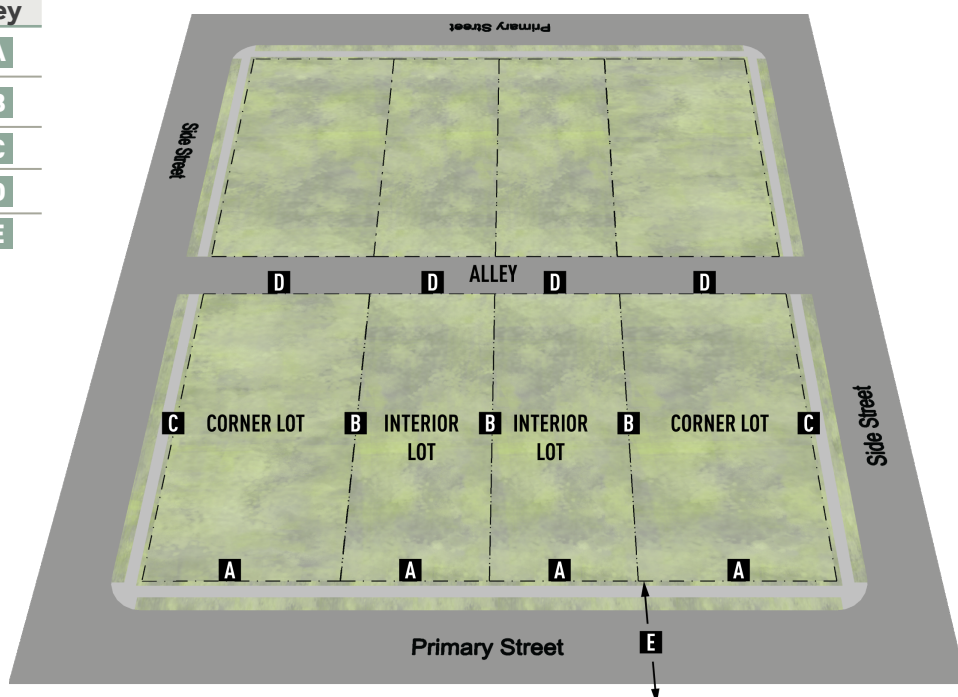 ey
A
B
C
D
E
Primary Street
Side Street
D
D
ALLEY
D
D
C
CORNER LOT
B
INTERIOR
LOT
B
INTERIOR
LOT
B
CORNER LOT
C
Side Street
A
A
A
A
Primary Street
E